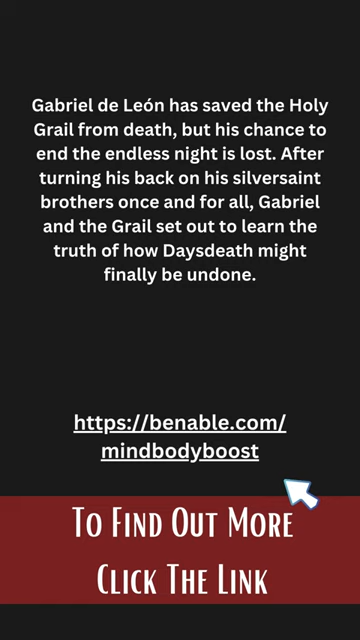 Gabriel de León has saved the Holy
Grail from death, but his chance to
end the endless night is lost. After
turning his back on his silversaint
brothers once and for all, Gabriel
and the Grail set out to learn the
truth of how Daysdeath might
finally be undone.
https://benable.com/
mindbodyboost
To Find Out More
Click The Link